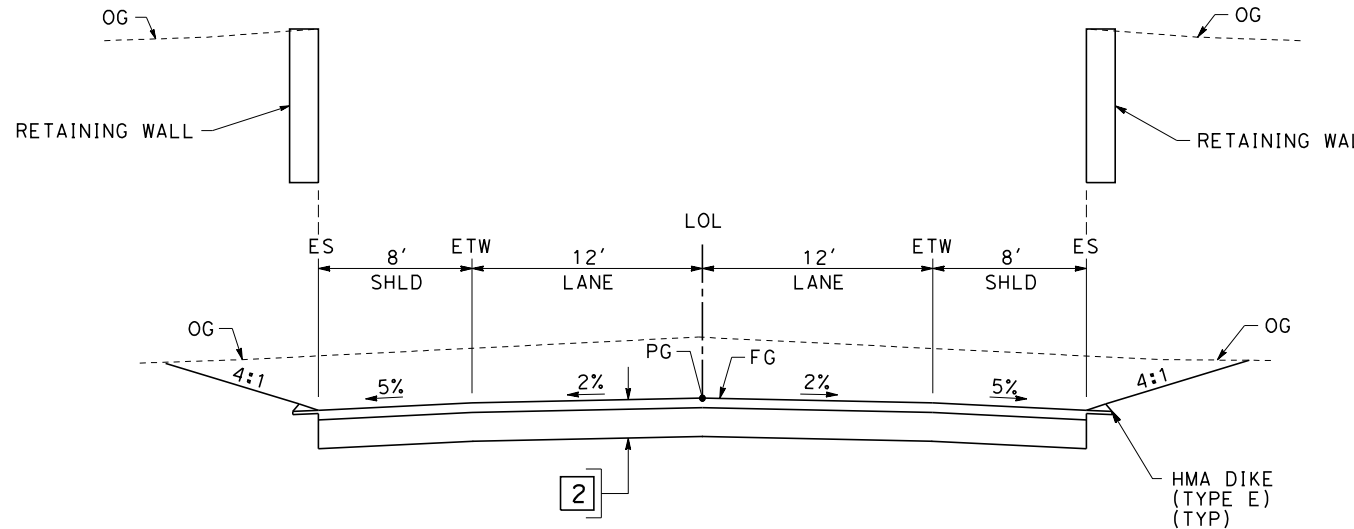 OG
OG
RETAINING WALL
RETAINING
LOL
ES
ETW
ETW
ES
8'
12'
12'
8'
SHLD
LANE
LANE
SHLD
OG
OG
PG
FG
4:1
5%
2%
2%
5%
4:1
2
HMA DIKE
(TYPE E)
(TYP)